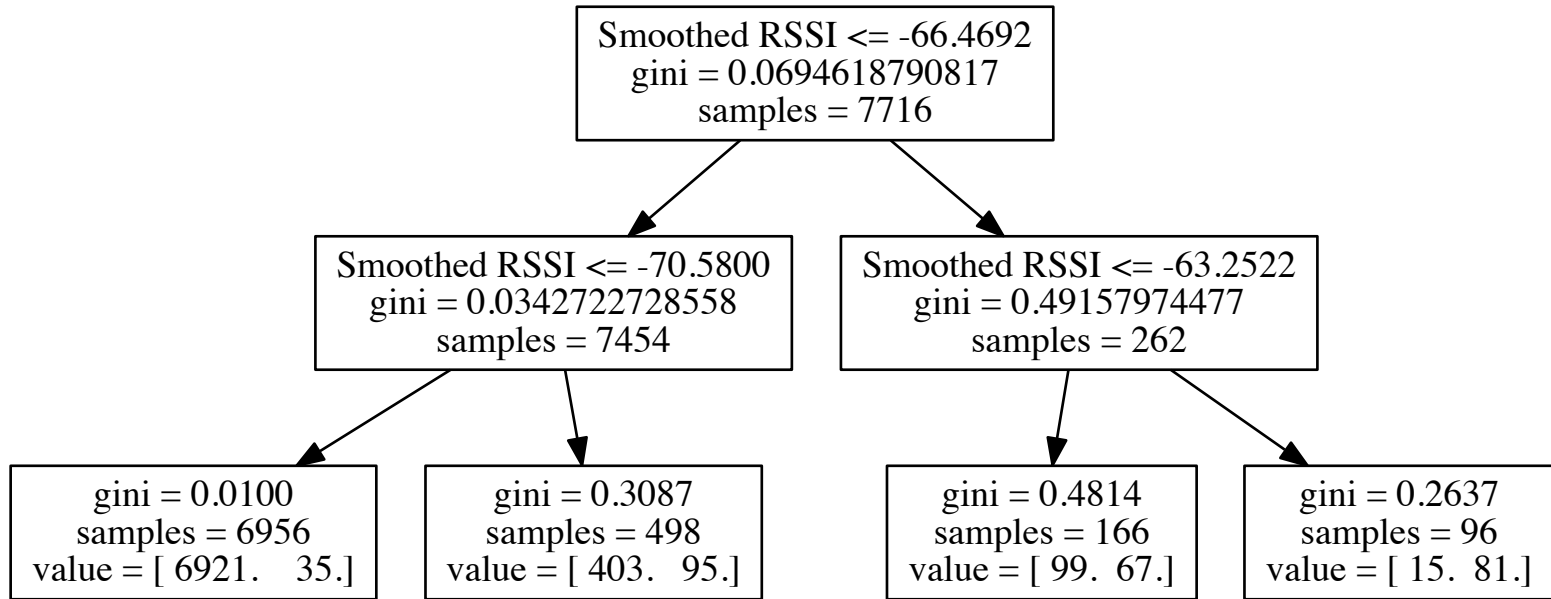 Smoothed RSSI <= -66.4692
gini = 0.0694618790817
samples = 7716
Smoothed RSSI <= -70.5800
gini = 0.0342722728558
samples = 7454
Smoothed RSSI <= -63.2522
gini = 0.49157974477
samples = 262
gini = 0.0100
samples = 6956
value = [ 6921.    35.]
gini = 0.3087
samples = 498
value = [ 403.   95.]
gini = 0.4814
samples = 166
value = [ 99.  67.]
gini = 0.2637
samples = 96
value = [ 15.  81.]